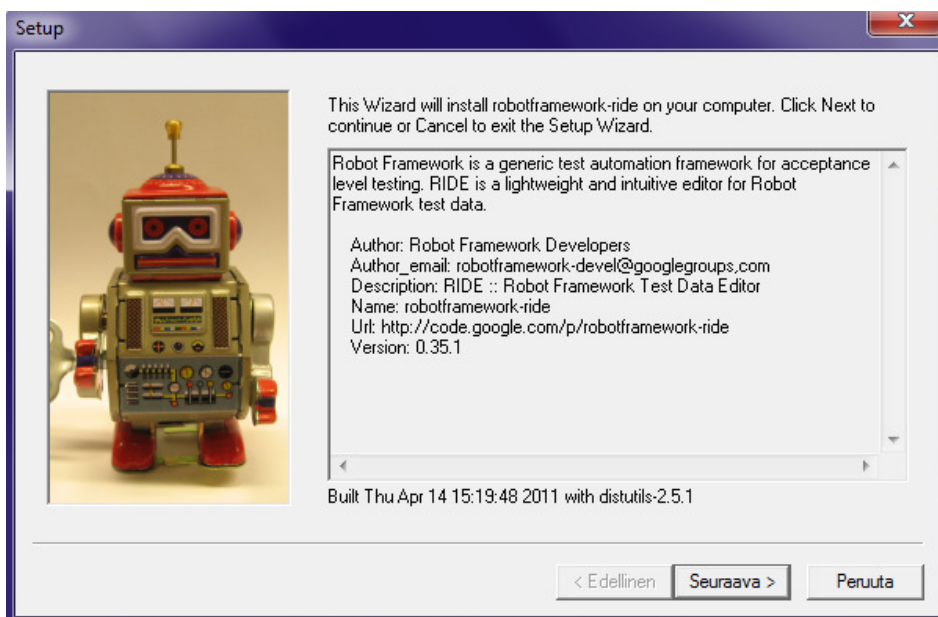 Setup
This Wizard will install robotframework-ride on your computer. Click Next to
continue or Cancel to exit the Setup Wizard.
Robot Framework is a generic test automation framework for acceptance
level testing. RIDE is a lightweight and intuitive editor for Robot
Framework test data.
Author: Robot Framework Developers
Author_email: robotframework-devel@googlegroups.com
Description: RIDE :: Robot Framework Test Data Editor
Name: robotframework-ride
Url: http://code.google.com/p/robotframework-ride
Version: 0.35.1
Built Thu Apr 14 15:19:48 2011 with distutils-2.5.1
< Edellinen
Seuraava >
Peruuta